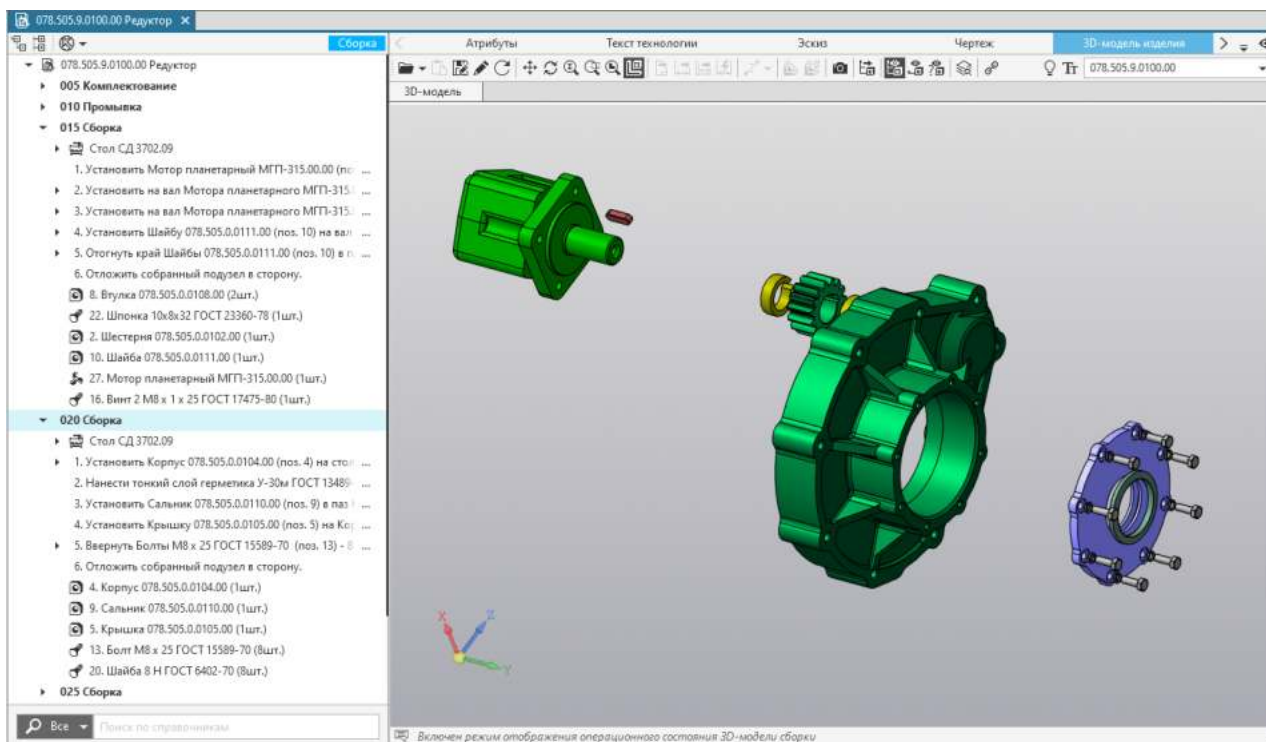 078.505.9.0100.00 Редуктор ×
Сборка
Атрибуты Текст технологии Эскиз Чертеж 3D-модель изделия
078.505.9.0100.00
3D-модель
078.505.9.0100.00 Редуктор
005 Комплектование
010 Промывка
015 Сборка
Стол СД 3702.09
1. Установить Мотор планетарный МГП-315.00.00 (по ...
2. Установить на вал Мотора планетарного МГП-315. ...
3. Установить на вал Мотора планетарного МГП-315. ...
4. Установить Шайбу 078.505.0.0111.00 (поз. 10) на вал ...
5. Отогнуть край Шайбы 078.505.0.0111.00 (поз. 10) в п ...
6. Отложить собранный подузел в сторону.
8. Втулка 078.505.0.0108.00 (2шт.)
22. Шпонка 10х8х32 ГОСТ 23360-78 (1шт.)
2. Шестерня 078.505.0.0102.00 (1шт.)
10. Шайба 078.505.0.0111.00 (1шт.)
27. Мотор планетарный МГП-315.00.00 (1шт.)
16. Винт 2 М8 х 1 х 25 ГОСТ 17475-80 (1шт.)
020 Сборка
Стол СД 3702.09
1. Установить Корпус 078.505.0.0104.00 (поз. 4) на стол ...
2. Нанести тонкий слой герметика У-30м ГОСТ 13489- ...
3. Установить Сальник 078.505.0.0110.00 (поз. 9) в паз ...
4. Установить Крышку 078.505.0.0105.00 (поз. 5) на Кор ...
5. Ввернуть Болты М8 х 25 ГОСТ 15589-70 (поз. 13) - 8 ...
6. Отложить собранный подузел в сторону.
4. Корпус 078.505.0.0104.00 (1шт.)
9. Сальник 078.505.0.0110.00 (1шт.)
5. Крышка 078.505.0.0105.00 (1шт.)
13. Болт М8 х 25 ГОСТ 15589-70 (8шт.)
20. Шайба 8 Н ГОСТ 6402-70 (8шт.)
025 Сборка
X Z
Y
Все Поиск по справочникам
Включен режим отображения операционного состояния 3D-модели сборки